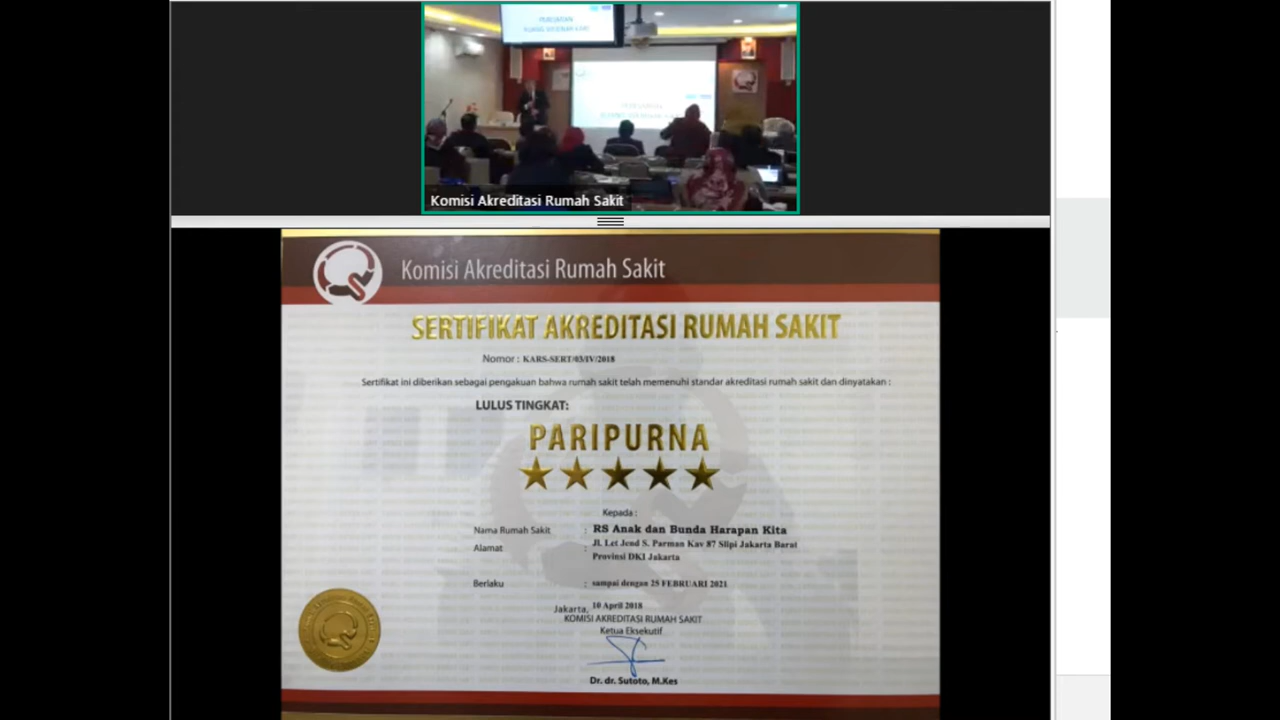 Komisi Akreditasi Rumah Sakit
Komisi Akreditasi Rumah Sakit
SERTIFIKAT AKREDITASI RUMAH SAKIT
Nomor : KARS-SERT/03/IV/2018
Sertifikat ini diberikan sebagai pengakuan bahwa rumah sakit telah memenuhi standar akreditasi rumah sakit dan dinyatakan :
LULUS TINGKAT:
PARIPURNA
Kepada :
Nama Rumah Sakit : RS Anak dan Bunda Harapan Kita
Alamat : Jl. Let Jend S. Parman Kav 87 Slipi Jakarta Barat
Provinsi DKI Jakarta
Berlaku : sampai dengan 25 FEBRUARI 2021
Jakarta, 10 April 2018
KOMISI AKREDITASI RUMAH SAKIT
Ketua Eksekutif
Dr. dr. Sutoto, M.Kes